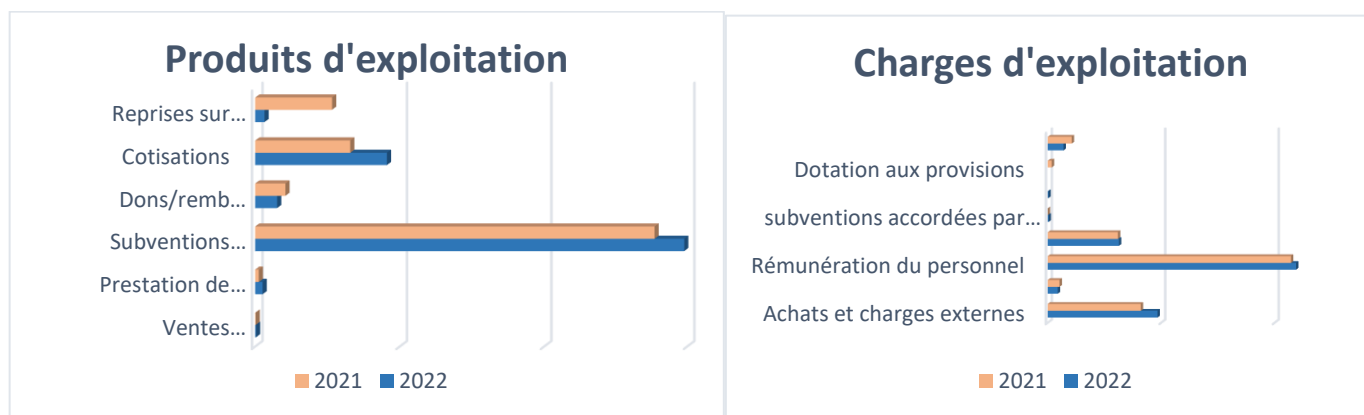 Produits d'exploitation
Reprises sur...
Cotisations
Dons/remb...
Subventions...
Prestation de...
Ventes...
2021 2022
Charges d'exploitation
Dotation aux provisions
subventions accordées par...
Rémunération du personnel
Achats et charges externes
2021 2022